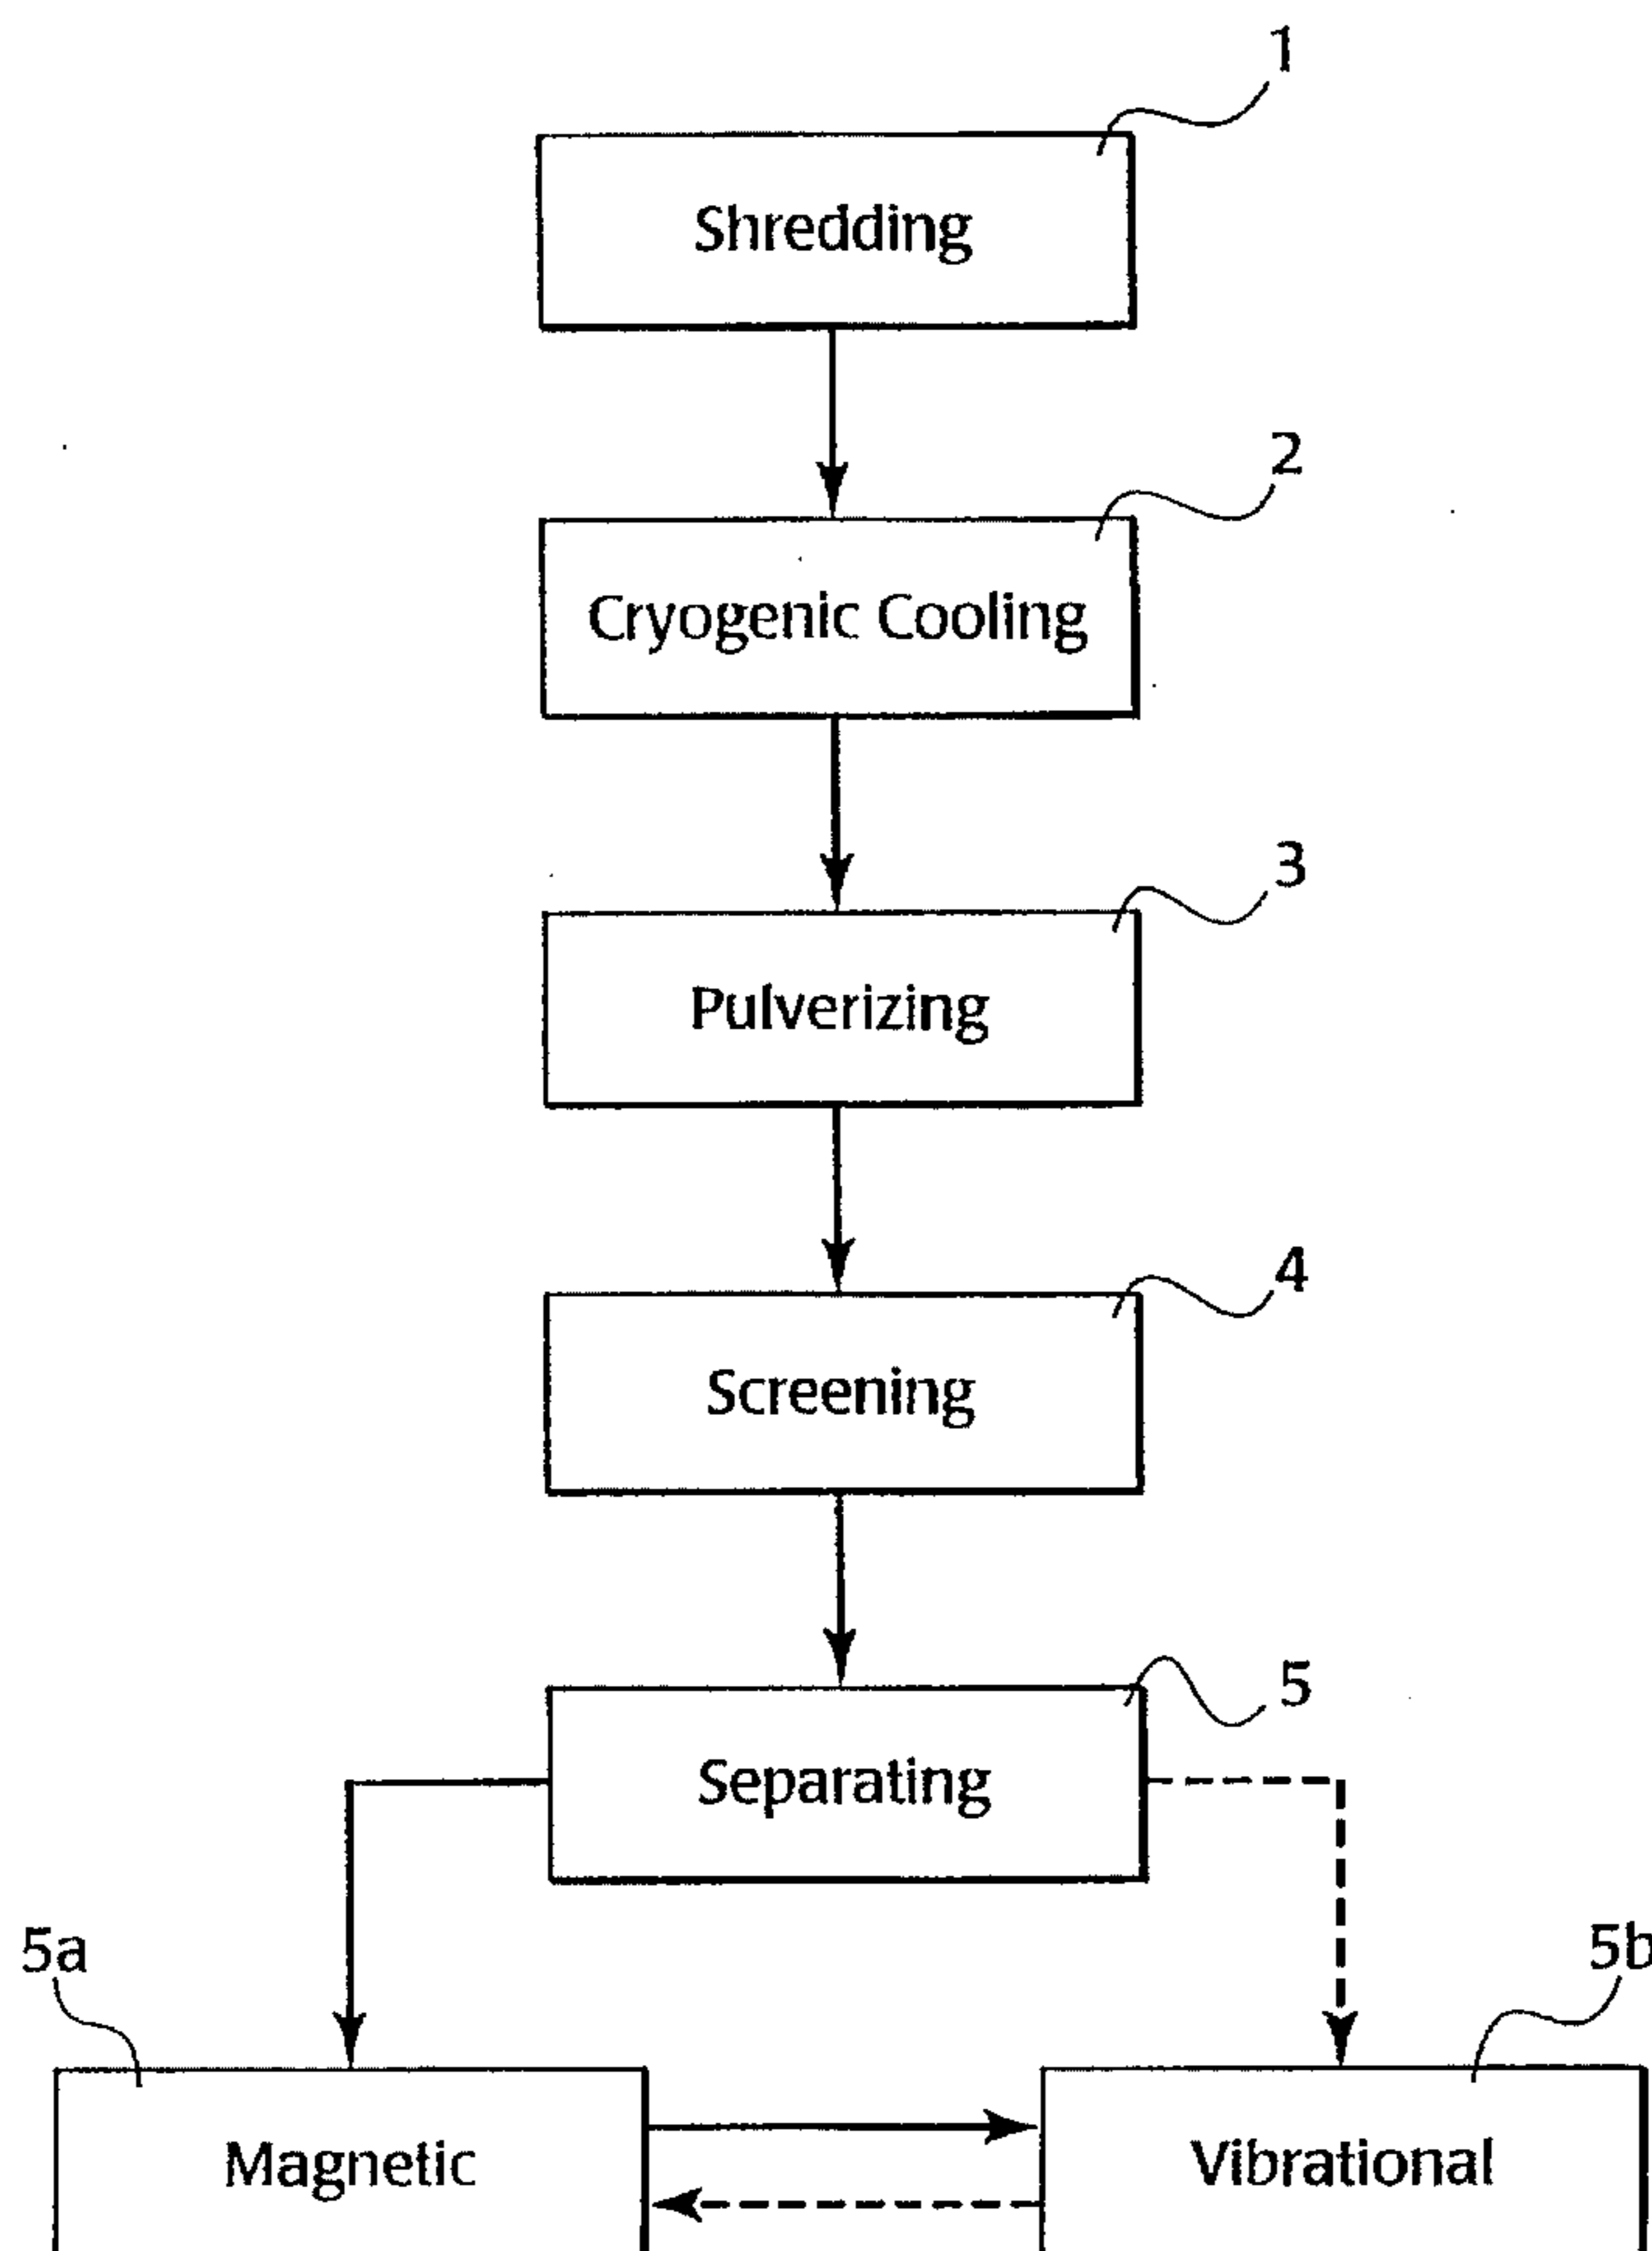 1
Shredding
2
Cryogenic Cooling
3
Pulverizing
4
Screening
5
Separating
5a
5b
Magnetic
Vibrational